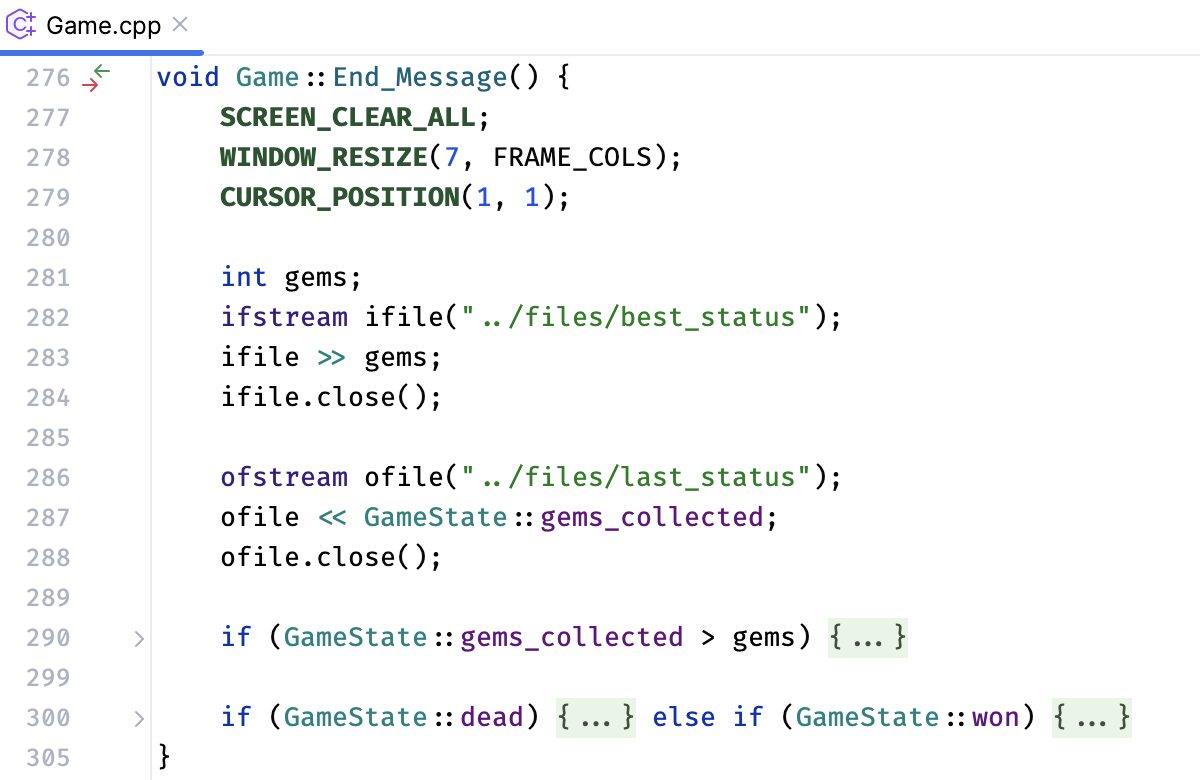 Game.cpp
276 void Game::End_Message() {
277 SCREEN_CLEAR_ALL;
278 WINDOW_RESIZE(7, FRAME_COLS);
279 CURSOR_POSITION(1, 1);
280
281 int gems;
282 ifstream ifile("../files/best_status");
283 ifile >> gems;
284 ifile.close();
285
286 ofstream ofile("../files/last_status");
287 ofile << GameState::gems_collected;
288 ofile.close();
289
290 if (GameState::gems_collected > gems) {...}
299
300 if (GameState::dead) {...} else if (GameState::won) {...}
305 }